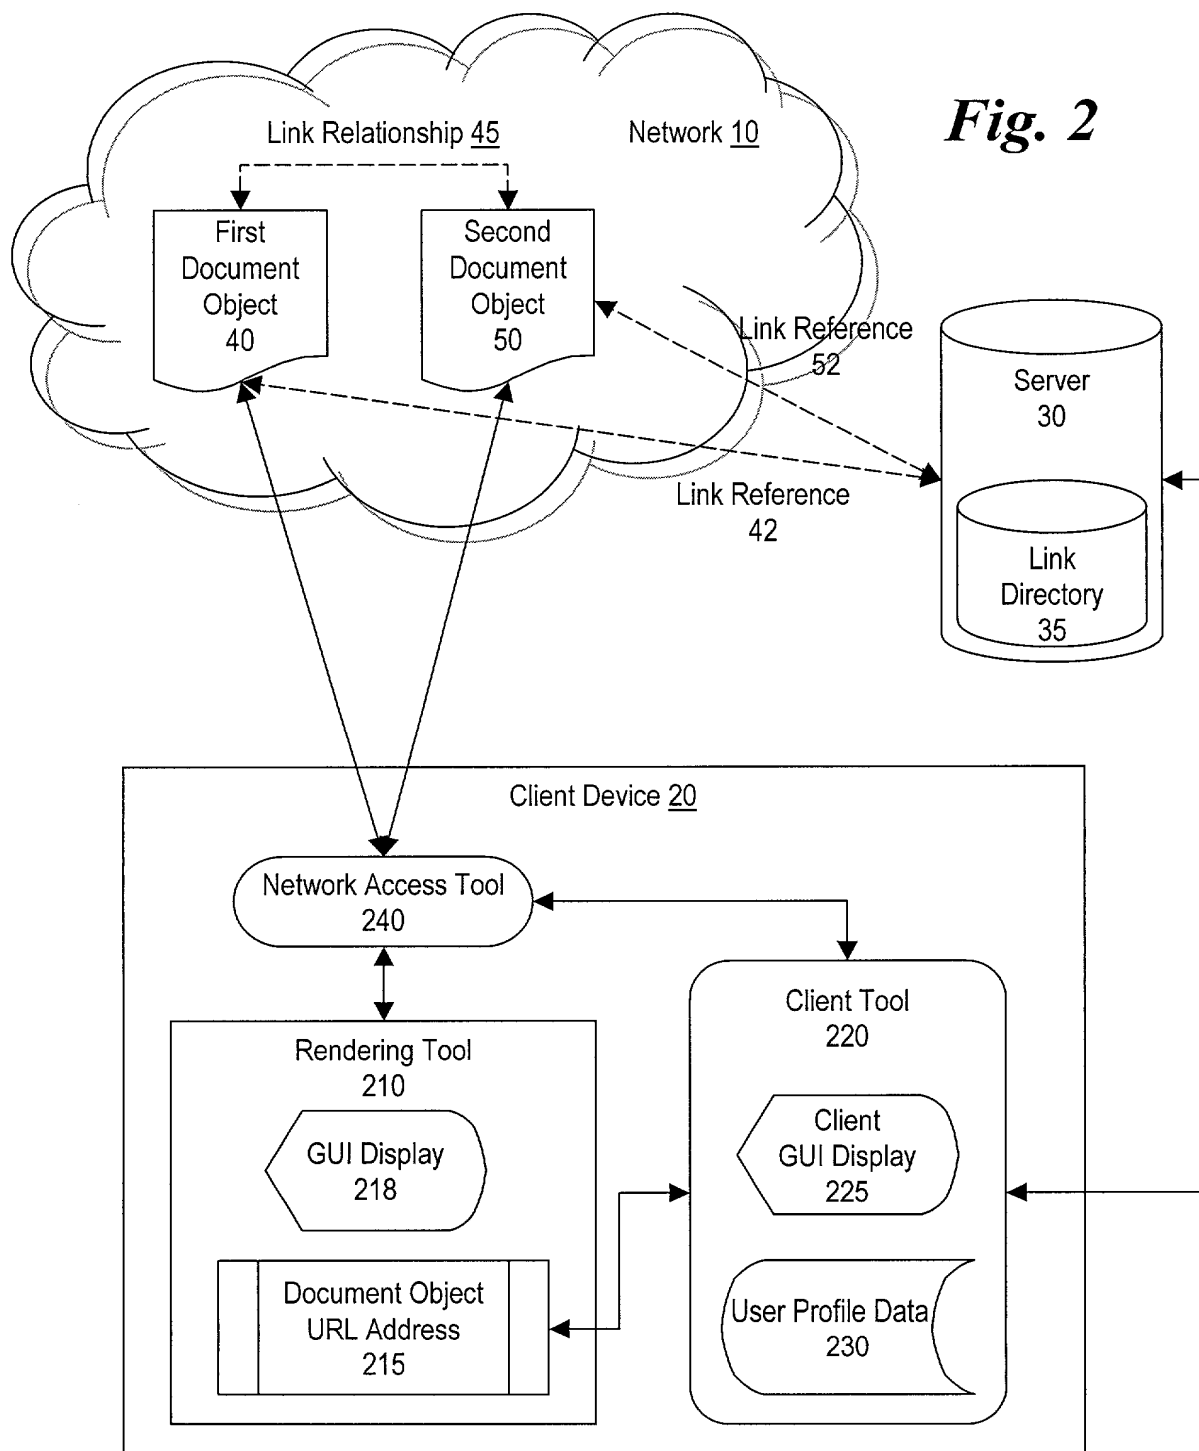 Fig. 2
Link Relationship 45
Network 10
First
Document
Object
40
Second
Document
Object
50
Link Reference
52
Server
30
Link Reference
42
Link
Directory
35
Client Device 20
Network Access Tool
240
Client Tool
220
Rendering Tool
210
GUI Display
218
Client
GUI Display
225
Document Object
URL Address
215
User Profile Data
230